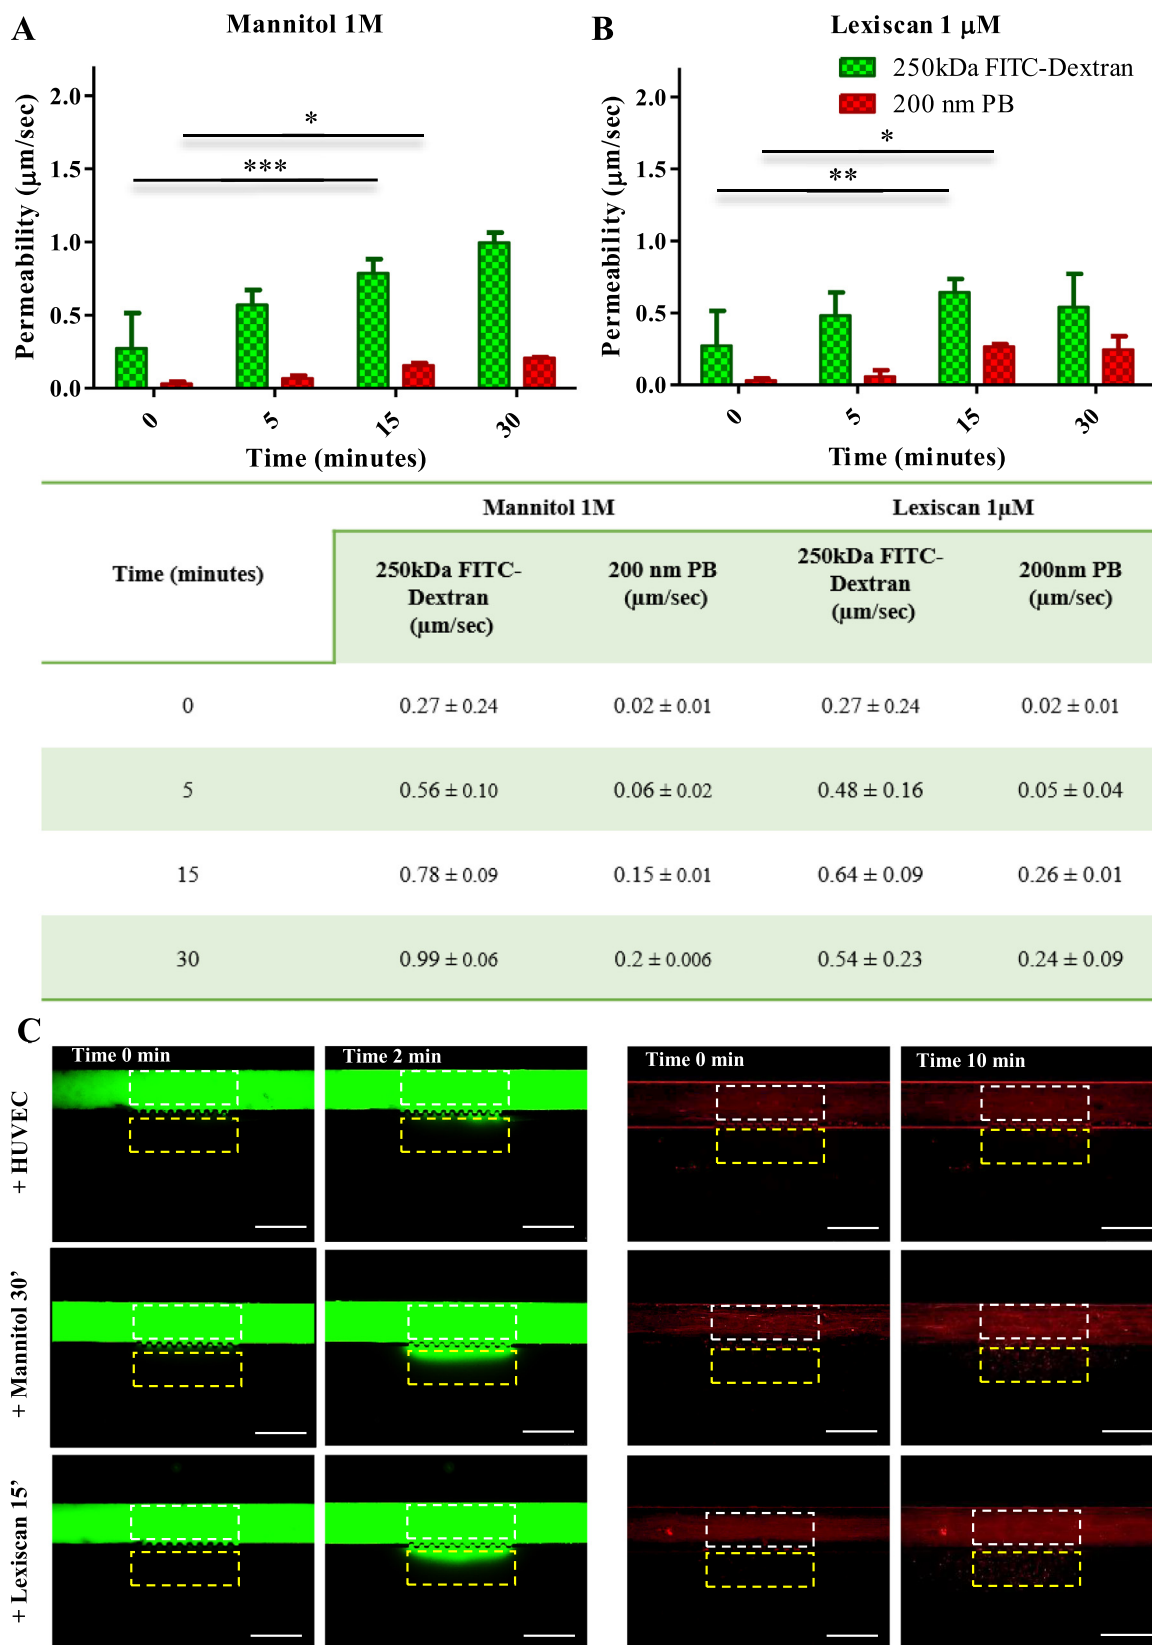 A
Mannitol 1M
Permeability (µm/sec)
2.0
1.5
1.0
0.5
0.0
*
***
0
5
15
30
Time (minutes)
B
Lexiscan 1 µM
250kDa FITC-Dextran
200 nm PB
Permeability (µm/sec)
2.0
1.5
1.0
0.5
0.0
*
**
0
5
15
30
Time (minutes)
Mannitol 1M Lexiscan 1µM
Time (minutes)
250kDa FITC-
Dextran
(µm/sec)
200 nm PB
(µm/sec)
250kDa FITC-
Dextran
(µm/sec)
200nm PB
(µm/sec)
0 0.27 ± 0.24 0.02 ± 0.01 0.27 ± 0.24 0.02 ± 0.01
5 0.56 ± 0.10 0.06 ± 0.02 0.48 ± 0.16 0.05 ± 0.04
15 0.78 ± 0.09 0.15 ± 0.01 0.64 ± 0.09 0.26 ± 0.01
30 0.99 ± 0.06 0.2 ± 0.006 0.54 ± 0.23 0.24 ± 0.09
C
Time 0 min
Time 2 min
Time 0 min
Time 10 min
+ HUVEC
+ Mannitol 30’
+ Lexiscan 15’